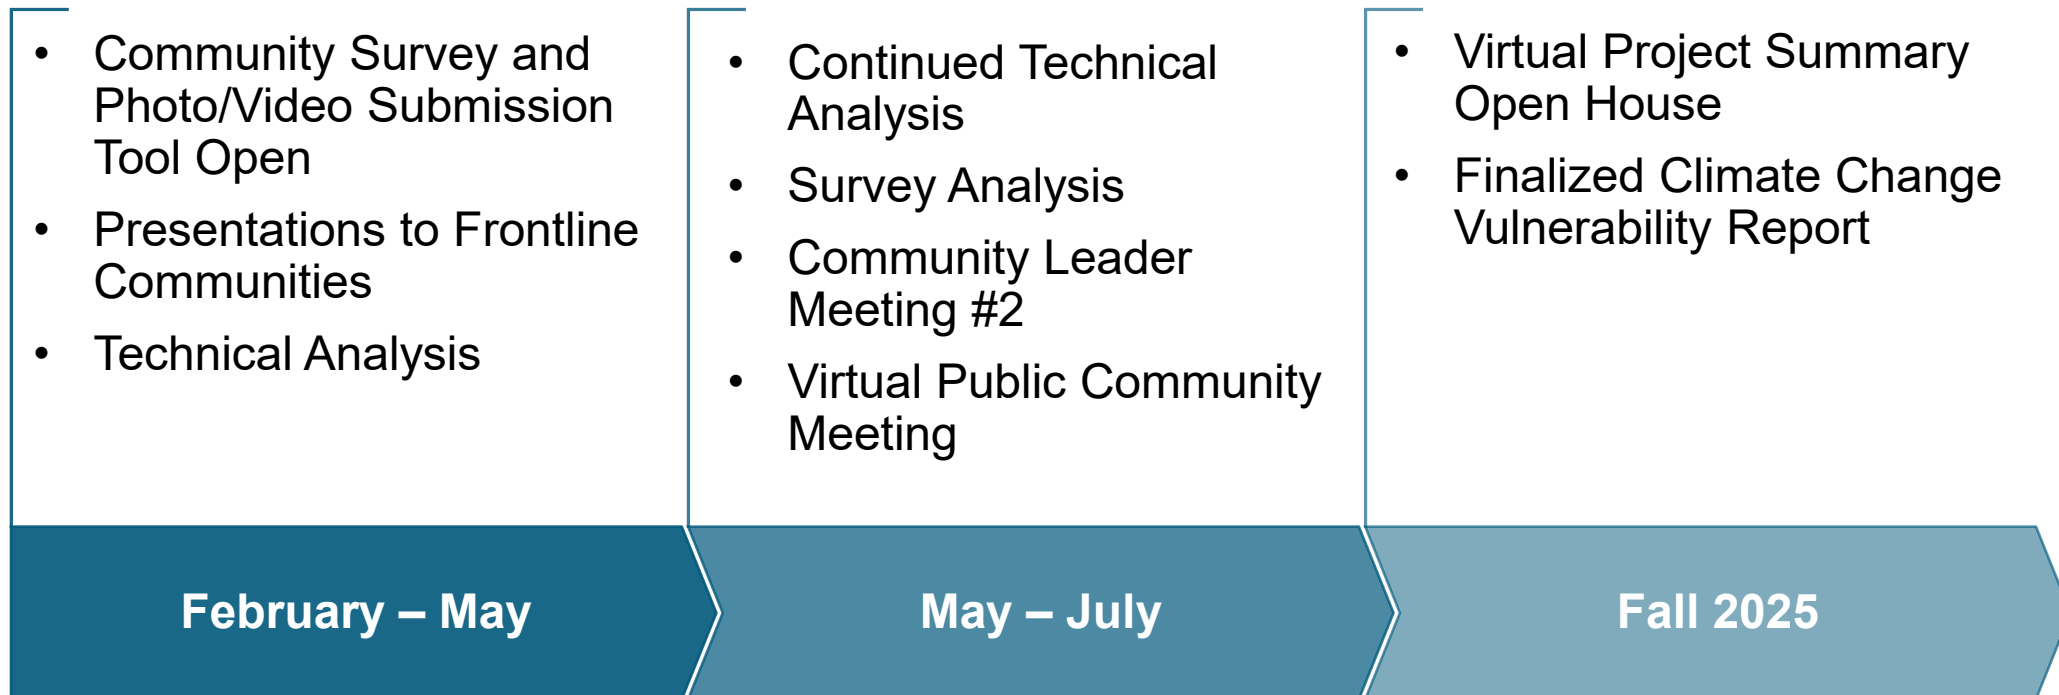 • Community Survey and
Photo/Video Submission
Tool Open
• Presentations to Frontline
Communities
• Technical Analysis
• Continued Technical
Analysis
• Survey Analysis
• Community Leader
Meeting #2
• Virtual Public Community
Meeting
• Virtual Project Summary
Open House
• Finalized Climate Change
Vulnerability Report
February – May
May – July
Fall 2025